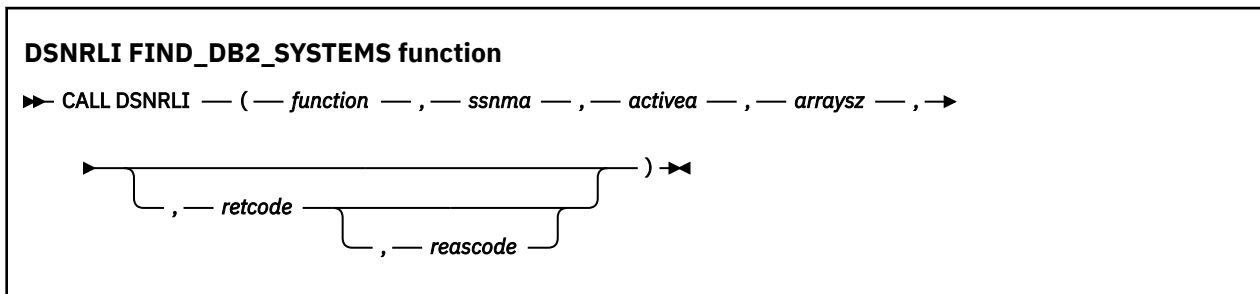 DSNRLI FIND_DB2_SYSTEMS function
CALL DSNRLI ( function , ssnma , activea , arraysz ,
)
, retcode
, reascode